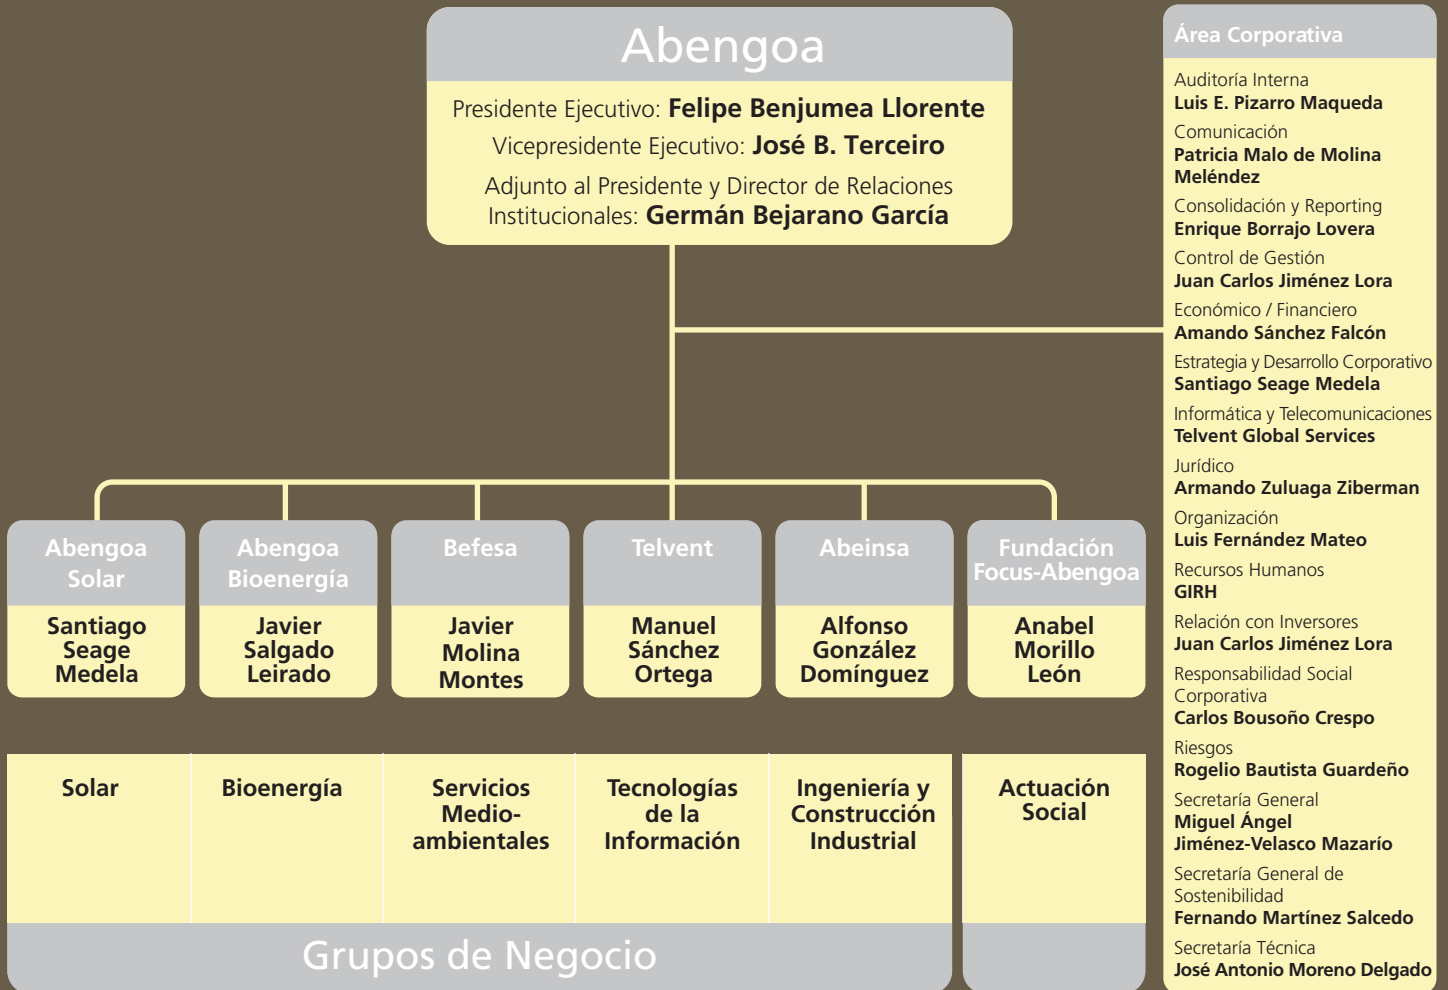 Abengoa
Presidente Ejecutivo: Felipe Benjumea Llorente
Vicepresidente Ejecutivo: José B. Terceiro
Adjunto al Presidente y Director de Relaciones
Institucionales: Germán Bejarano García
Área Corporativa
Auditoría Interna
Luis E. Pizarro Maqueda
Comunicación
Patricia Malo de Molina
Meléndez
Consolidación y Reporting
Enrique Borrajo Lovera
Control de Gestión
Juan Carlos Jiménez Lora
Económico / Financiero
Amando Sánchez Falcón
Estrategia y Desarrollo Corporativo
Santiago Seage Medela
Informática y Telecomunicaciones
Telvent Global Services
Jurídico
Armando Zuluaga Ziberman
Organización
Luis Fernández Mateo
Recursos Humanos
GIRH
Relación con Inversores
Juan Carlos Jiménez Lora
Responsabilidad Social
Corporativa
Carlos Bousoño Crespo
Riesgos
Rogelio Bautista Guardeño
Secretaría General
Miguel Ángel
Jiménez-Velasco Mazarío
Secretaría General de
Sostenibilidad
Fernando Martínez Salcedo
Secretaría Técnica
José Antonio Moreno Delgado
Abengoa
Solar
Santiago
Seage
Medela
Abengoa
Bioenergía
Javier
Salgado
Leirado
Befesa
Javier
Molina
Montes
Telvent
Manuel
Sánchez
Ortega
Abeinsa
Alfonso
González
Domínguez
Fundación
Focus-Abengoa
Anabel
Morillo
León
Solar
Bioenergía
Servicios
Medio-
ambientales
Tecnologías
de la
Información
Ingeniería y
Construcción
Industrial
Actuación
Social
Grupos de Negocio